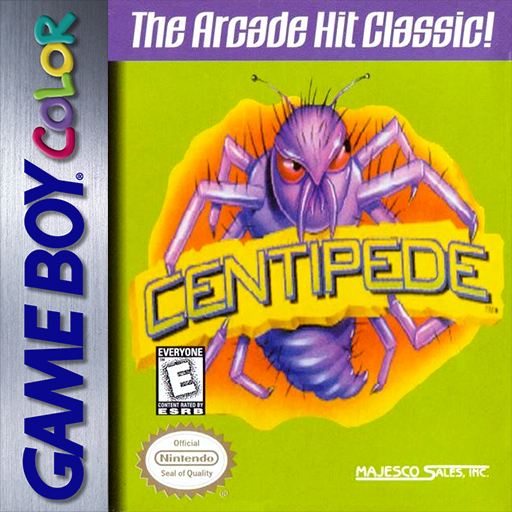 The Arcade Hit Classic!
GAME BOY COLOR
CENTIPEDE
TM.
EVERYONE
E
CONTENT RATED BY
ESRB
Official
Nintendo
Seal of Quality
®
MAJESCO SALES, INC.